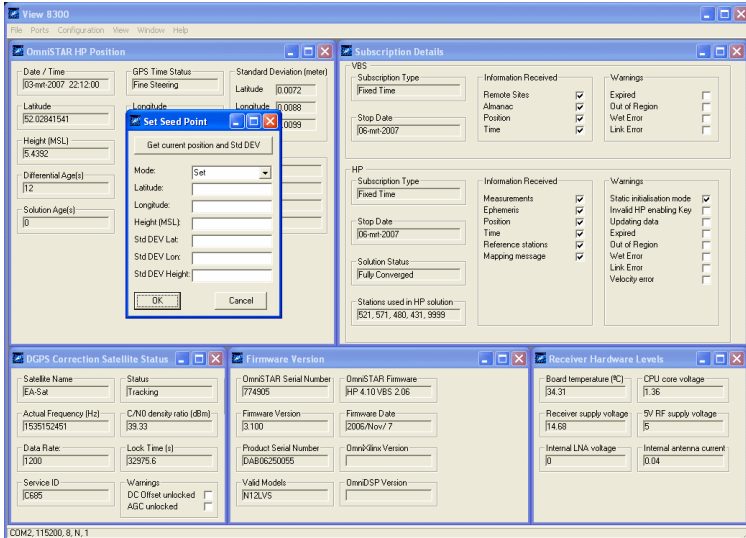 View 8300
File Ports Configuration View Window Help
OmniSTAR HP Position
Date / Time
03-mrt-2007 22:12:00
GPS Time Status
Fine Steering
Standard Deviation (meter)
Latitude 0.0072
Longitude 0.0088
0.0099
Latitude
52.02841541
Longitude
Height (MSL)
5.4392
Differential Age(s)
12
Solution Age(s)
0
Set Seed Point
Get current position and Std DEV
Mode: Set
Latitude:
Longitude:
Height (MSL):
Std DEV Lat:
Std DEV Lon:
Std DEV Height:
OK Cancel
Subscription Details
VBS
Subscription Type
Fixed Time
Stop Date
06-mrt-2007
Information Received
Remote Sites
Almanac
Position
Time
Warnings
Expired
Out of Region
Wet Error
Link Error
HP
Subscription Type
Fixed Time
Stop Date
06-mrt-2007
Solution Status
Fully Converged
Stations used in HP solution
521, 571, 480, 431, 9999
Information Received
Measurements
Ephemeris
Position
Time
Reference stations
Mapping message
Warnings
Static initialisation mode
Invalid HP enabling Key
Updating data
Expired
Out of Region
Wet Error
Link Error
Velocity error
DGPS Correction Satellite Status
Satellite Name
EA-Sat
Status
Tracking
Actual Frequency (Hz)
1535152451
C/N0 density ratio (dBm)
39.33
Data Rate:
1200
Lock Time (s)
32975.6
Service ID
C685
Warnings
DC Offset unlocked
AGC unlocked
Firmware Version
OmniSTAR Serial Number
774905
OmniSTAR Firmware
HP 4.10 VBS 2.06
Firmware Version
3.100
Firmware Date
2006/Nov/ 7
Product Serial Number
DAB06250055
OmniXilinx Version
Valid Models
N12LVS
OmniDSP Version
Receiver Hardware Levels
Board temperature (ºC)
34.31
CPU core voltage
1.36
Receiver supply voltage
14.68
5V RF supply voltage
5
Internal LNA voltage
0
Internal antenna current
0.04
COM2, 115200, 8, N, 1